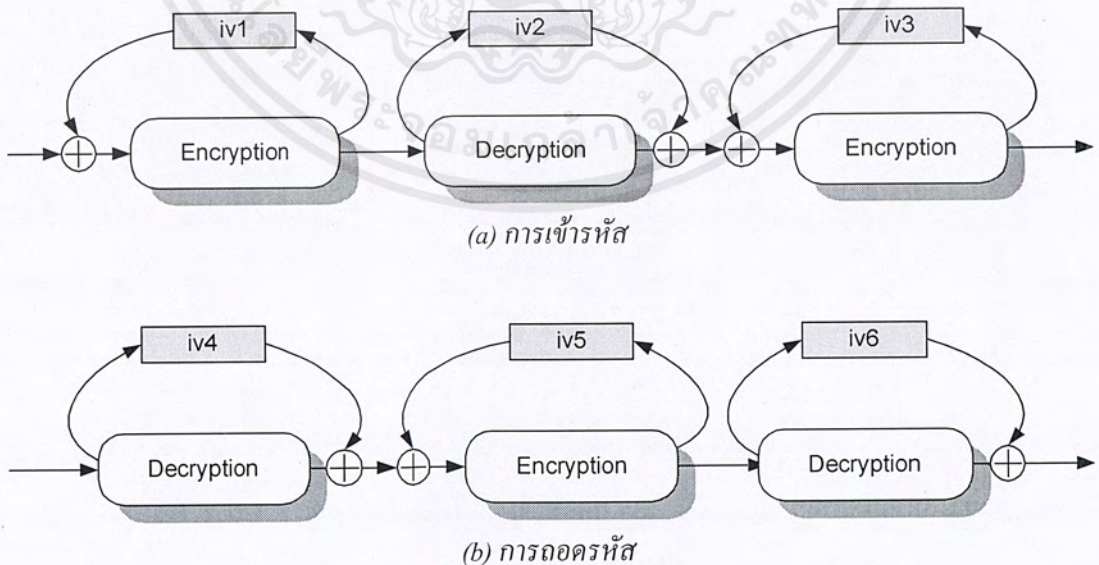 iv1 iv2 iv3
Encryption Decryption Encryption
(a) การเข้ารหัส
iv4 iv5 iv6
Decryption Encryption Decryption
(b) การถอดรหัส